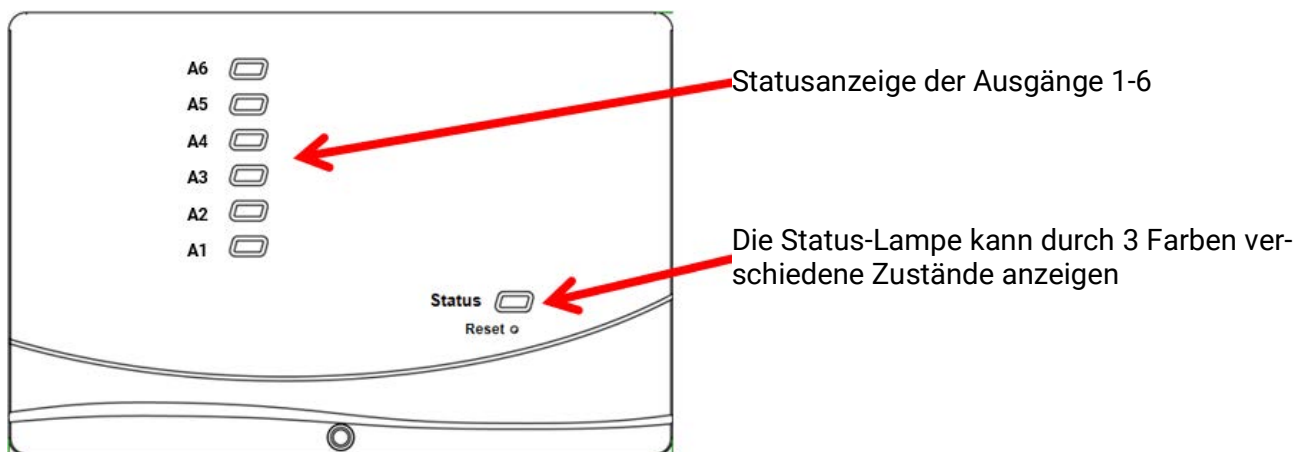 A6
A5
A4
A3
A2
A1
Statusanzeige der Ausgänge 1-6
Die Status-Lampe kann durch 3 Farben ver-
schiedene Zustände anzeigen
Status
Reset